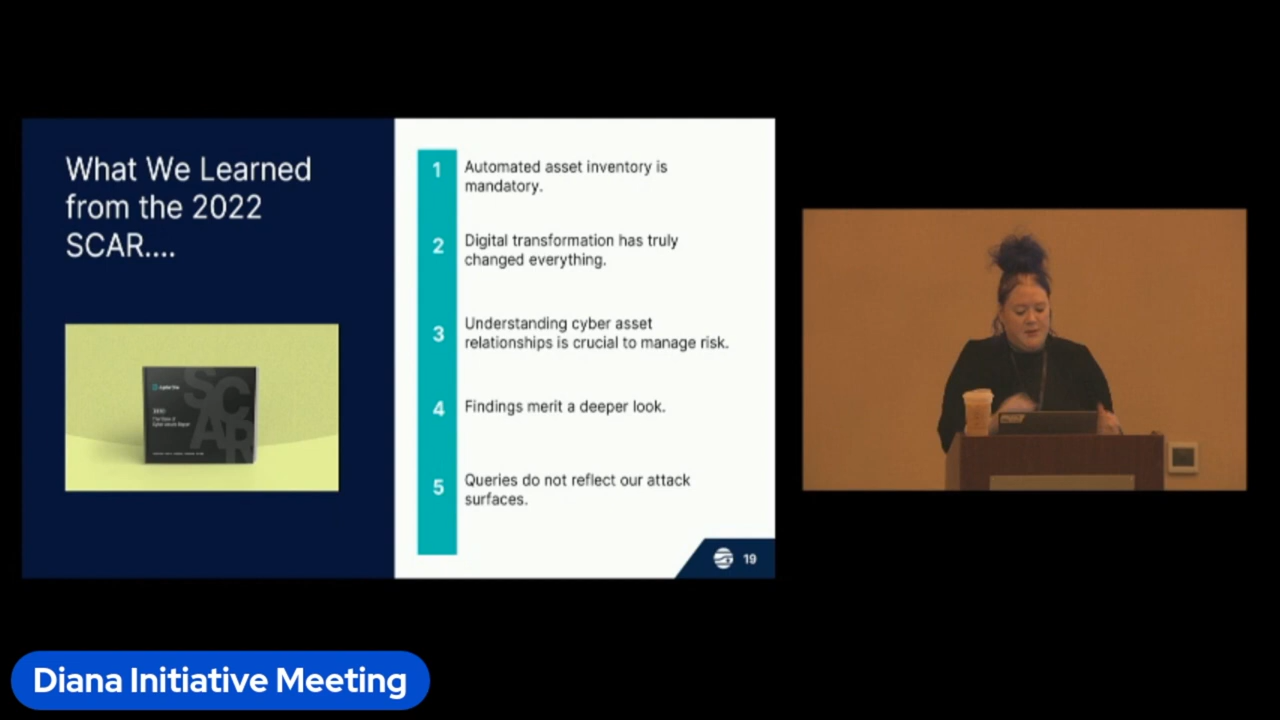 What We Learned
from the 2022
SCAR....
SCAR
1
Automated asset inventory is
mandatory.
2
Digital transformation has truly
changed everything.
3
Understanding cyber asset
relationships is crucial to manage risk.
4
Findings merit a deeper look.
5
Queries do not reflect our attack
surfaces.
19
Diana Initiative Meeting